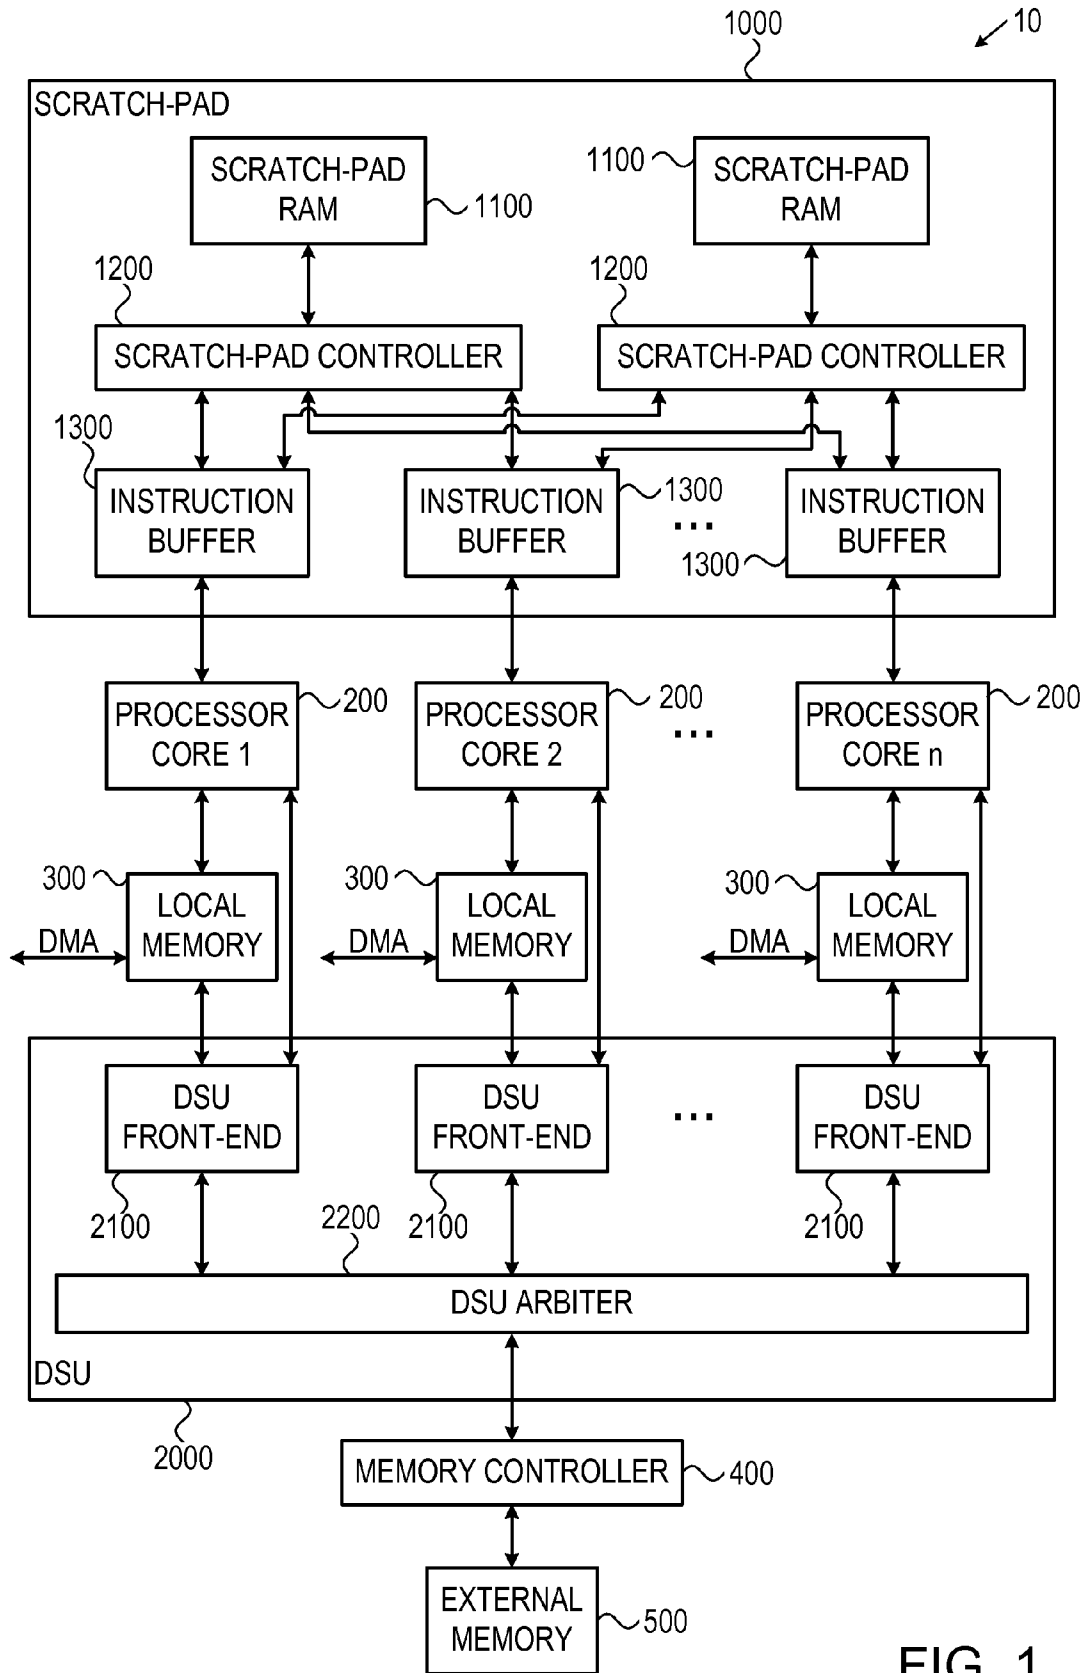 10
1000
SCRATCH-PAD
SCRATCH-PAD
RAM
1100
1100
SCRATCH-PAD
RAM
1200
1200
SCRATCH-PAD CONTROLLER
SCRATCH-PAD CONTROLLER
1300
INSTRUCTION
BUFFER
INSTRUCTION
BUFFER
1300
...
1300
INSTRUCTION
BUFFER
PROCESSOR
CORE 1
200
PROCESSOR
CORE 2
200
...
PROCESSOR
CORE n
200
300
LOCAL
MEMORY
DMA
300
LOCAL
MEMORY
DMA
300
LOCAL
MEMORY
DMA
DSU
FRONT-END
DSU
FRONT-END
...
DSU
FRONT-END
2100
2100
2100
2200
DSU ARBITER
DSU
2000
MEMORY CONTROLLER
400
EXTERNAL
MEMORY
500
FIG. 1